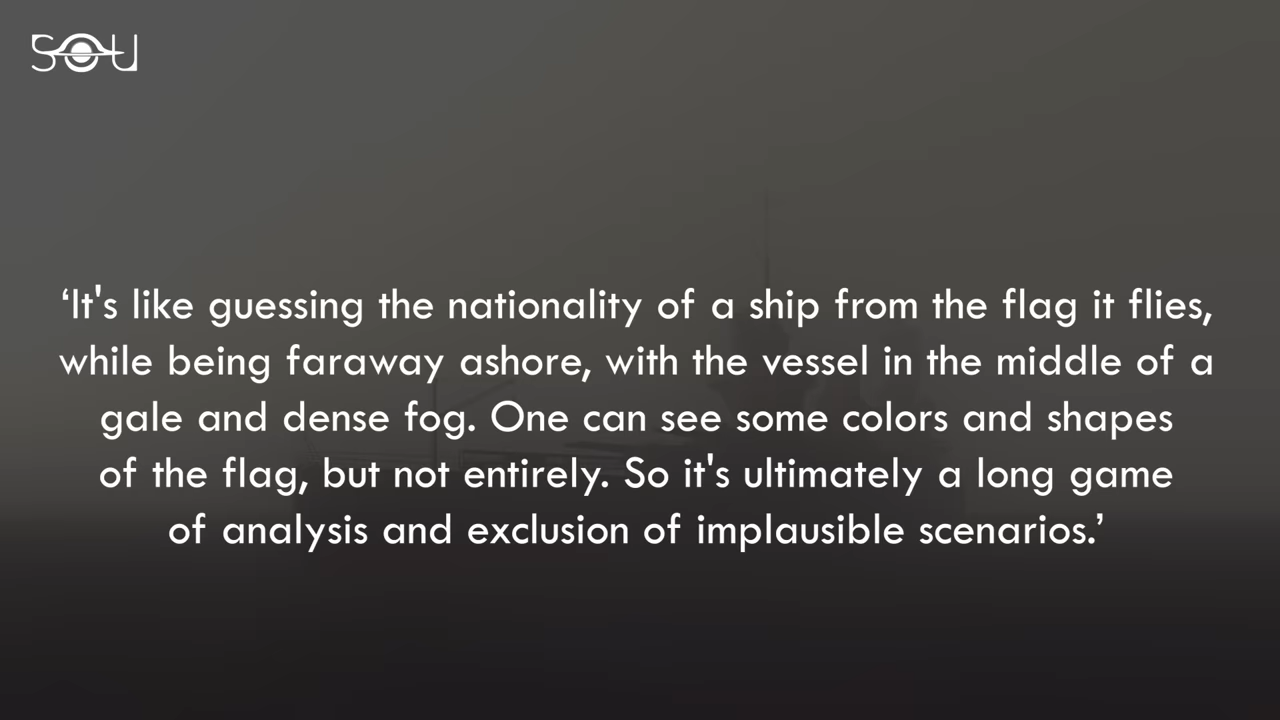 SOU
‘It's like guessing the nationality of a ship from the flag it flies,
while being faraway ashore, with the vessel in the middle of a
gale and dense fog. One can see some colors and shapes
of the flag, but not entirely. So it's ultimately a long game
of analysis and exclusion of implausible scenarios.’